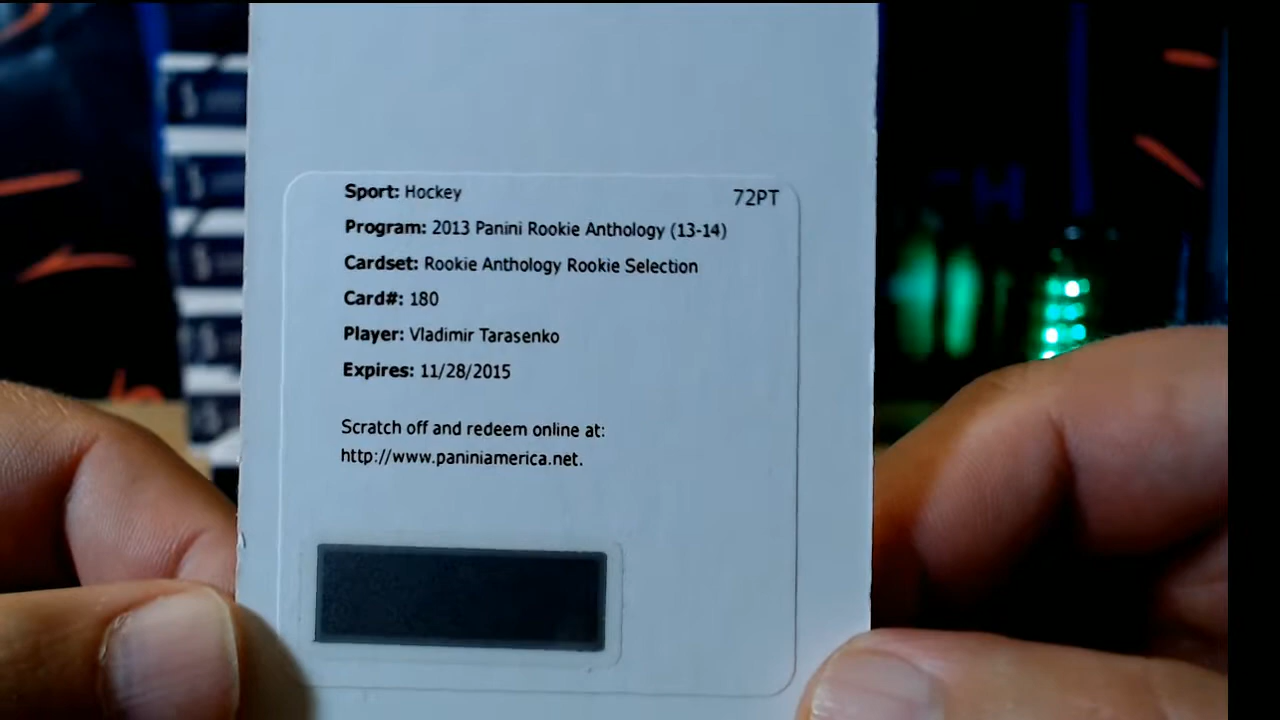 Sport: Hockey
72PT
Program: 2013 Panini Rookie Anthology (13-14)
Cardset: Rookie Anthology Rookie Selection
Card#: 180
Player: Vladimir Tarasenko
Expires: 11/28/2015
Scratch off and redeem online at:
http://www.paniniamerica.net.